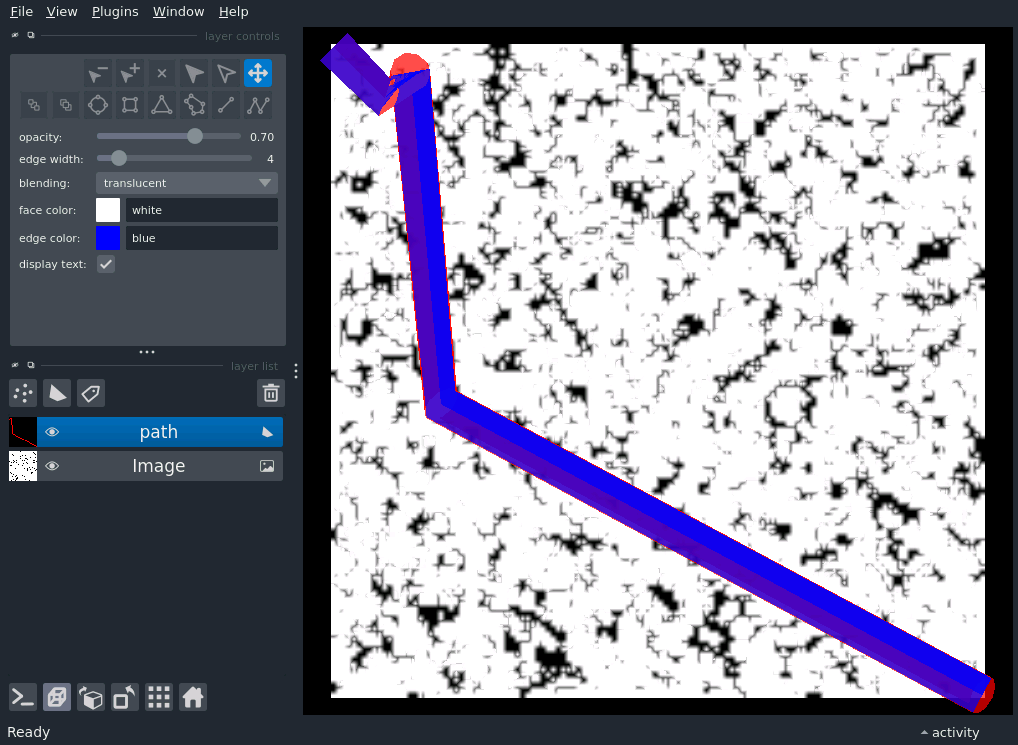 File View Plugins Window Help
layer controls
opacity: 0.70
edge width: 4
blending: translucent
face color: white
edge color: blue
display text:
layer list
path
Image
Ready activity